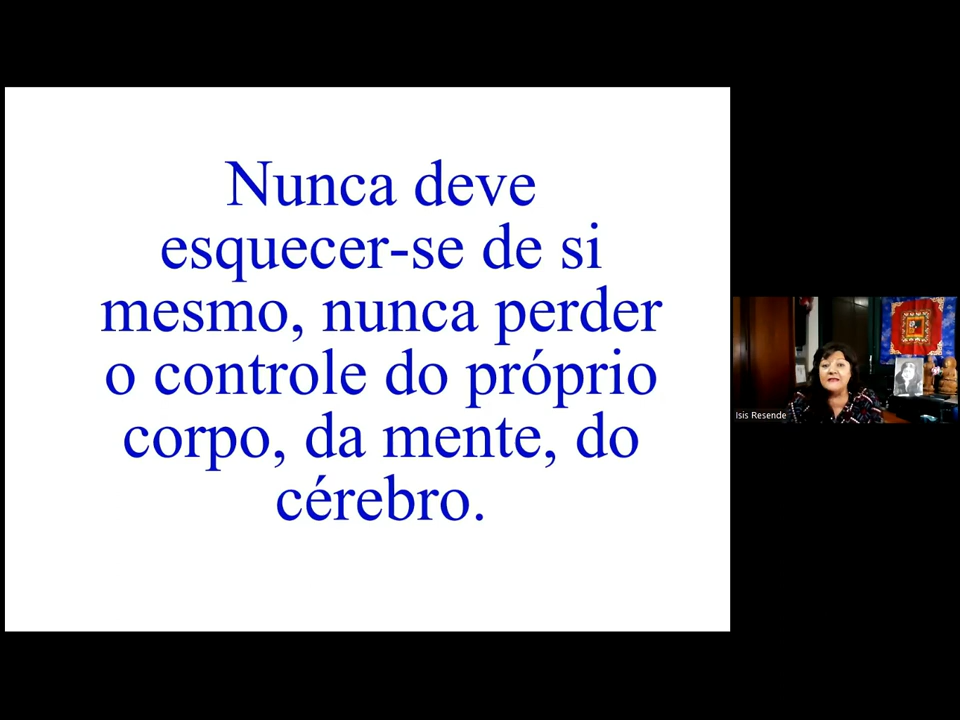 Nunca deve
esquecer-se de si
mesmo, nunca perder
o controle do próprio
corpo, da mente, do
cérebro.
Isis Resende